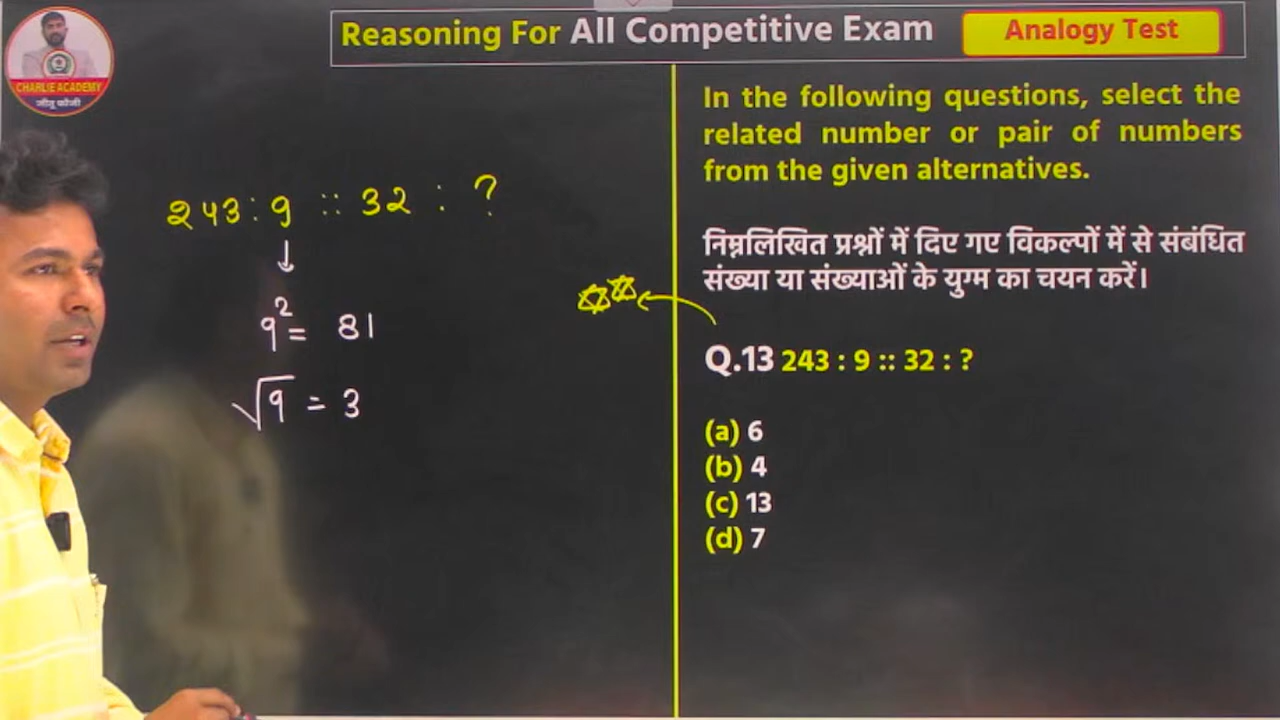 CHARLIE ACADEMY
जीतू फौजी
Reasoning For All Competitive Exam
Analogy Test
243 : 9 :: 32 : ?
↓
9² = 81
√9 = 3
In the following questions, select the
related number or pair of numbers
from the given alternatives.
निम्नलिखित प्रश्नों में दिए गए विकल्पों में से संबंधित
संख्या या संख्याओं के युग्म का चयन करें।
Q.13 243 : 9 :: 32 : ?
(a) 6
(b) 4
(c) 13
(d) 7